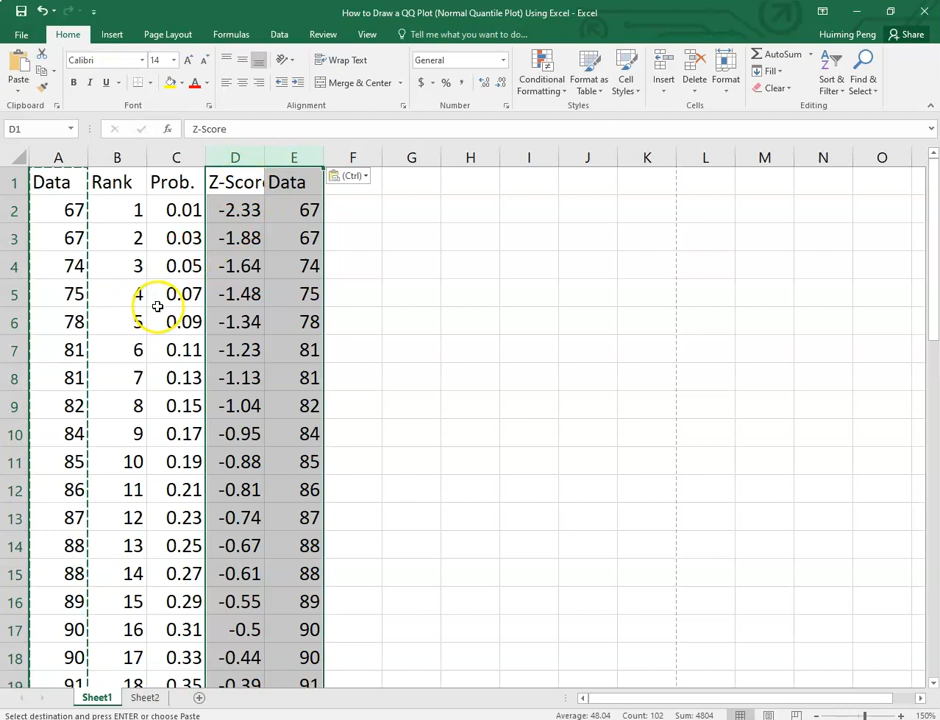 How to Draw a QQ Plot (Normal Quantile Plot) Using Excel - Excel
File Home Insert Page Layout Formulas Data Review View Tell me what you want to do... Huiming Peng Share
Calibri 14 Wrap Text General AutoSum
Paste B I U Merge & Center $ % , Conditional Formatting Format as Table Cell Styles Insert Delete Format Fill Clear Sort & Filter Find & Select
Clipboard Font Alignment Number Styles Cells Editing
D1 fx Z-Score
A B C D E F G H I J K L M N O
1 Data Rank Prob. Z-Score Data (Ctrl)
2 67 1 0.01 -2.33 67
3 67 2 0.03 -1.88 67
4 74 3 0.05 -1.64 74
5 75 4 0.07 -1.48 75
6 78 5 0.09 -1.34 78
7 81 6 0.11 -1.23 81
8 81 7 0.13 -1.13 81
9 82 8 0.15 -1.04 82
10 84 9 0.17 -0.95 84
11 85 10 0.19 -0.88 85
12 86 11 0.21 -0.81 86
13 87 12 0.23 -0.74 87
14 88 13 0.25 -0.67 88
15 88 14 0.27 -0.61 88
16 89 15 0.29 -0.55 89
17 90 16 0.31 -0.5 90
18 90 17 0.33 -0.44 90
19 91 18 0.35 -0.39 91
Sheet1 Sheet2
Select destination and press ENTER or choose Paste Average: 48.04 Count: 102 Sum: 4804 150%